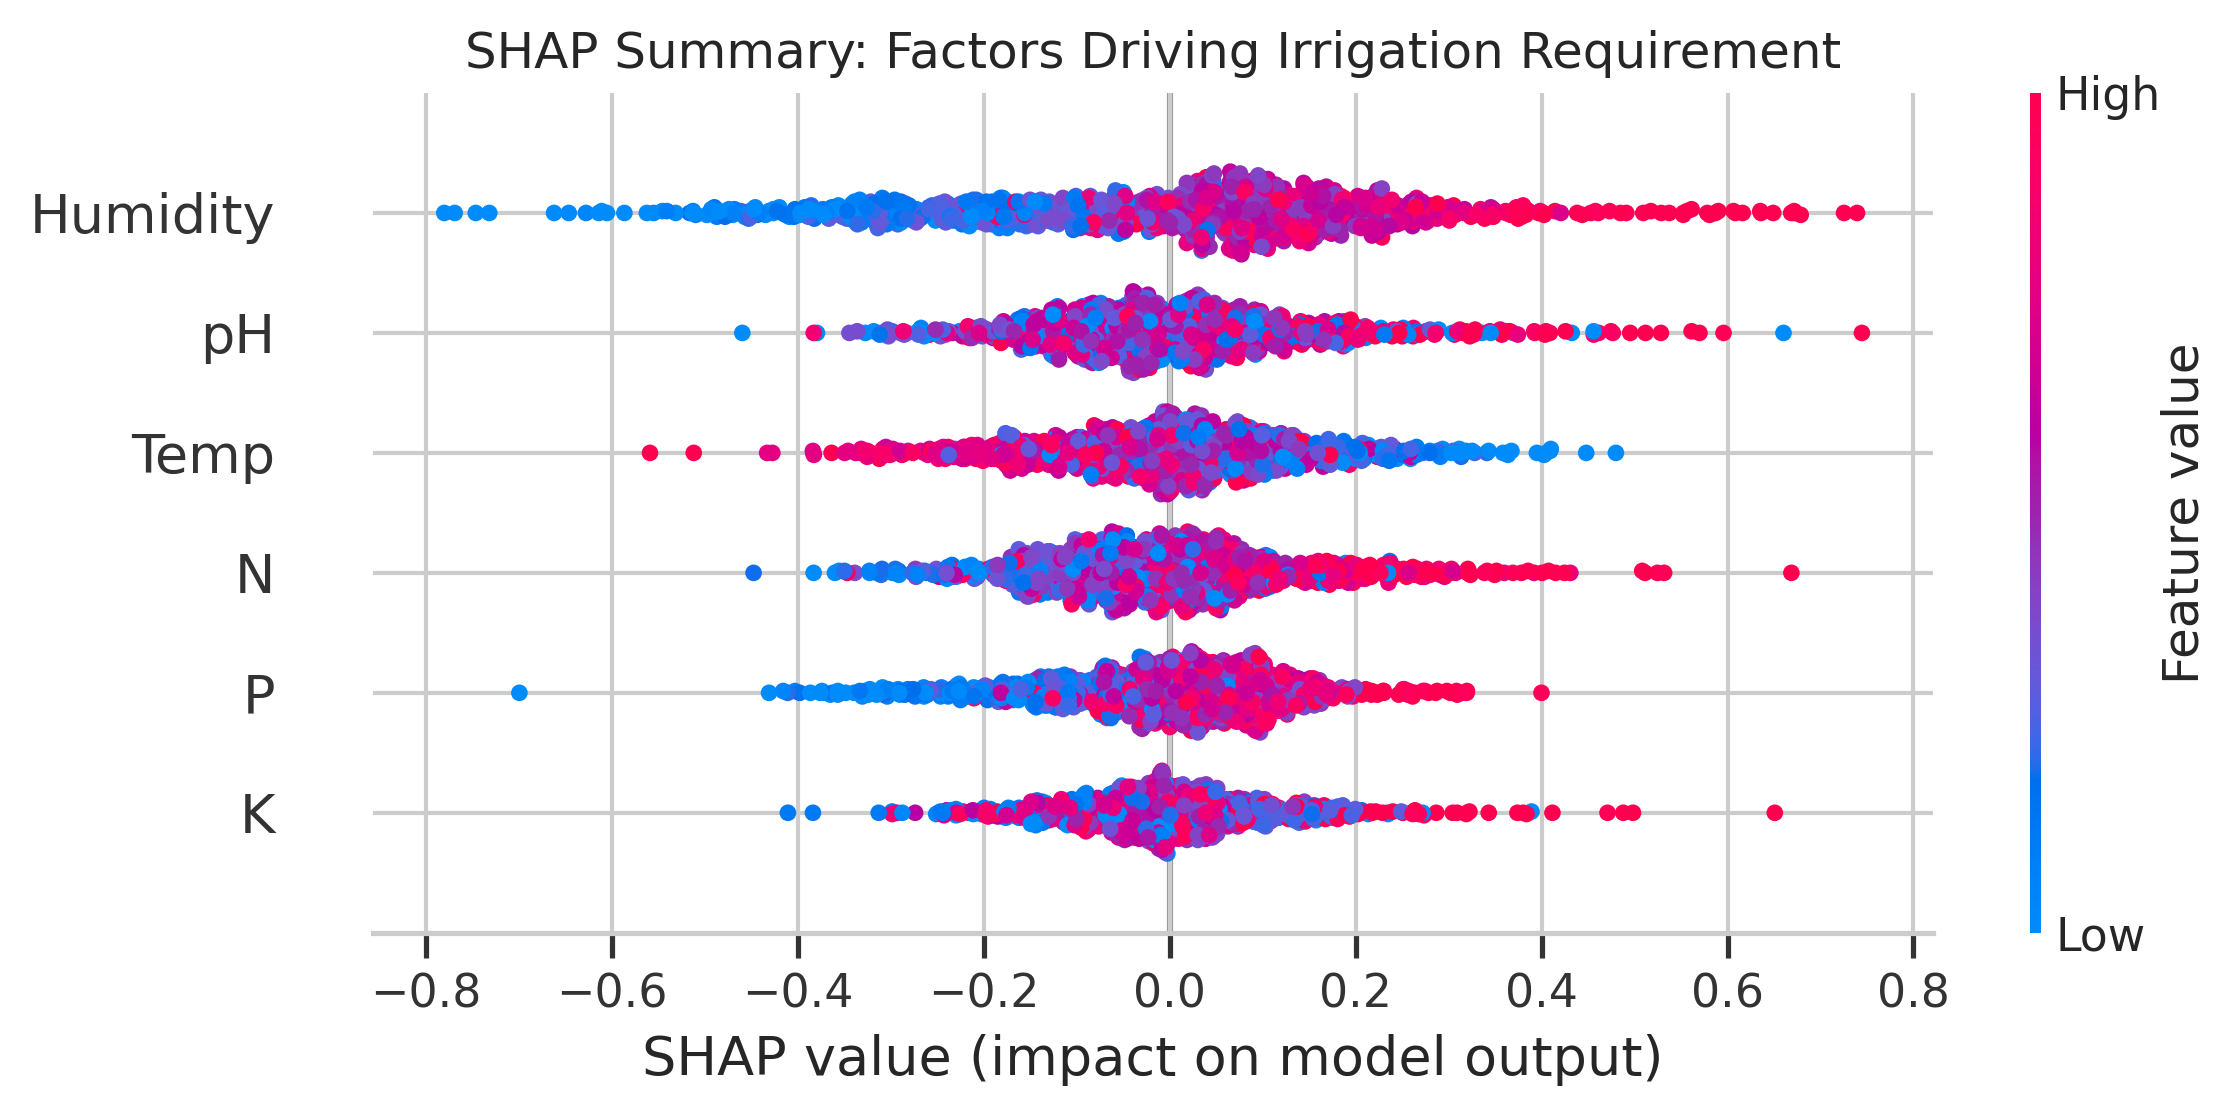 SHAP Summary: Factors Driving Irrigation Requirement
High
Humidity
pH
Temp
N
P
K
Feature value
Low
−0.8 −0.6 −0.4 −0.2 0.0 0.2 0.4 0.6 0.8
SHAP value (impact on model output)